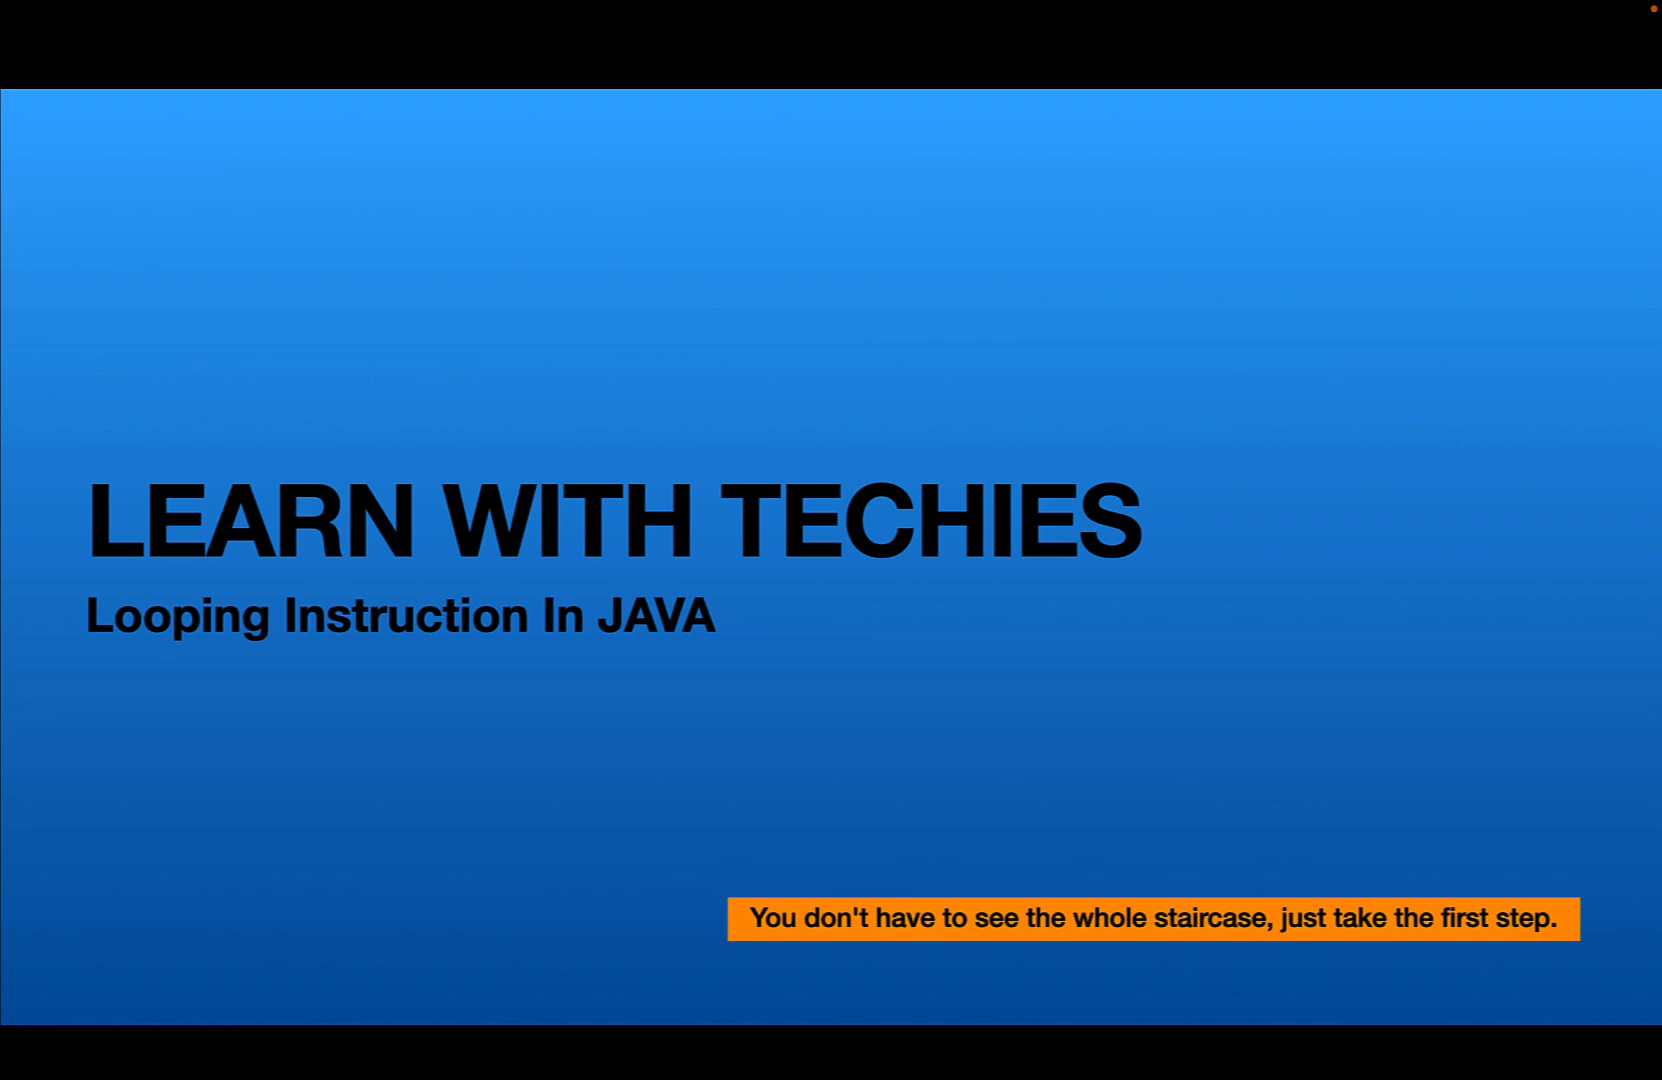 LEARN WITH TECHIES
Looping Instruction In JAVA
You don't have to see the whole staircase, just take the first step.